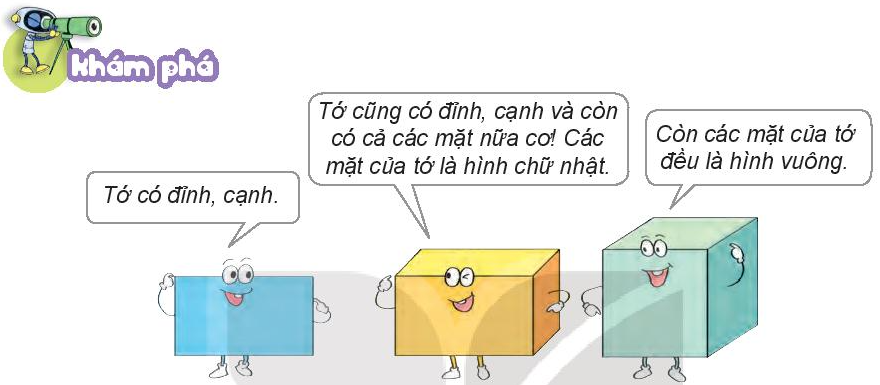 Khám phá
Tớ cũng có đỉnh, cạnh và còn
có cả các mặt nữa cơ! Các
mặt của tớ là hình chữ nhật.
Còn các mặt của tớ
đều là hình vuông.
Tớ có đỉnh, cạnh.